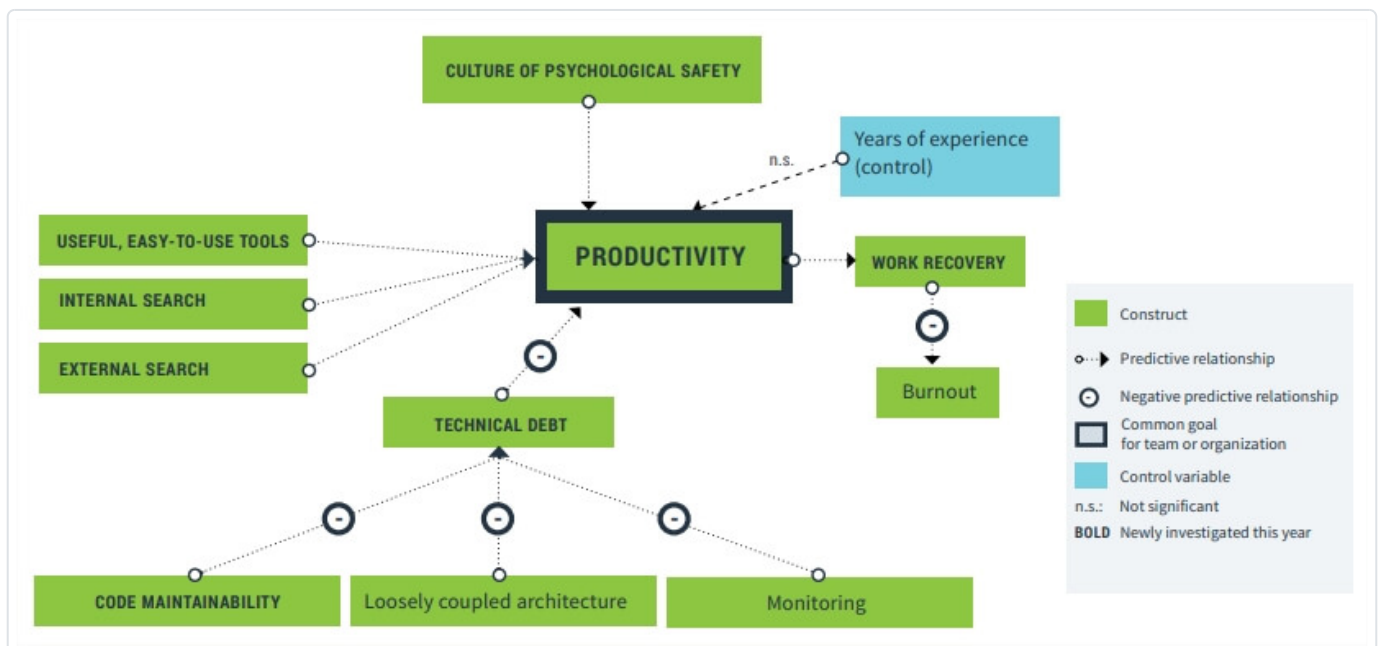 CULTURE OF PSYCHOLOGICAL SAFETY
Years of experience
(control)
n.s.
USEFUL, EASY-TO-USE TOOLS
INTERNAL SEARCH
EXTERNAL SEARCH
PRODUCTIVITY
WORK RECOVERY
-
Burnout
-
TECHNICAL DEBT
-
-
-
CODE MAINTAINABILITY
Loosely coupled architecture
Monitoring
Construct
Predictive relationship
-
Negative predictive relationship
Common goal
for team or organization
Control variable
n.s.: Not significant
BOLD Newly investigated this year